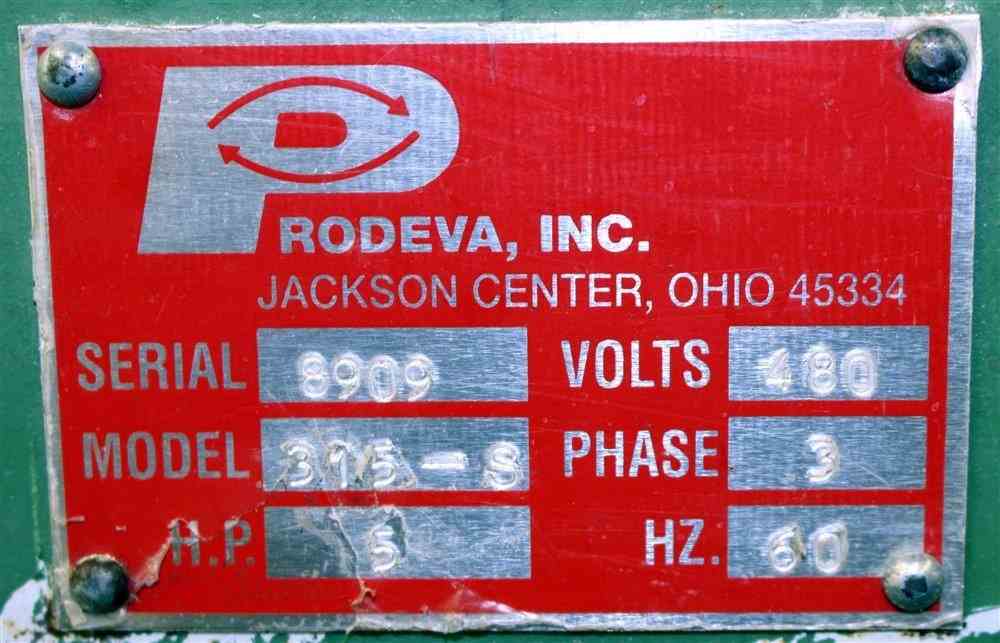 PRODEVA, INC.
JACKSON CENTER, OHIO 45334
SERIAL 8909 VOLTS 480
MODEL 315-S PHASE 3
H.P. 5 HZ. 60